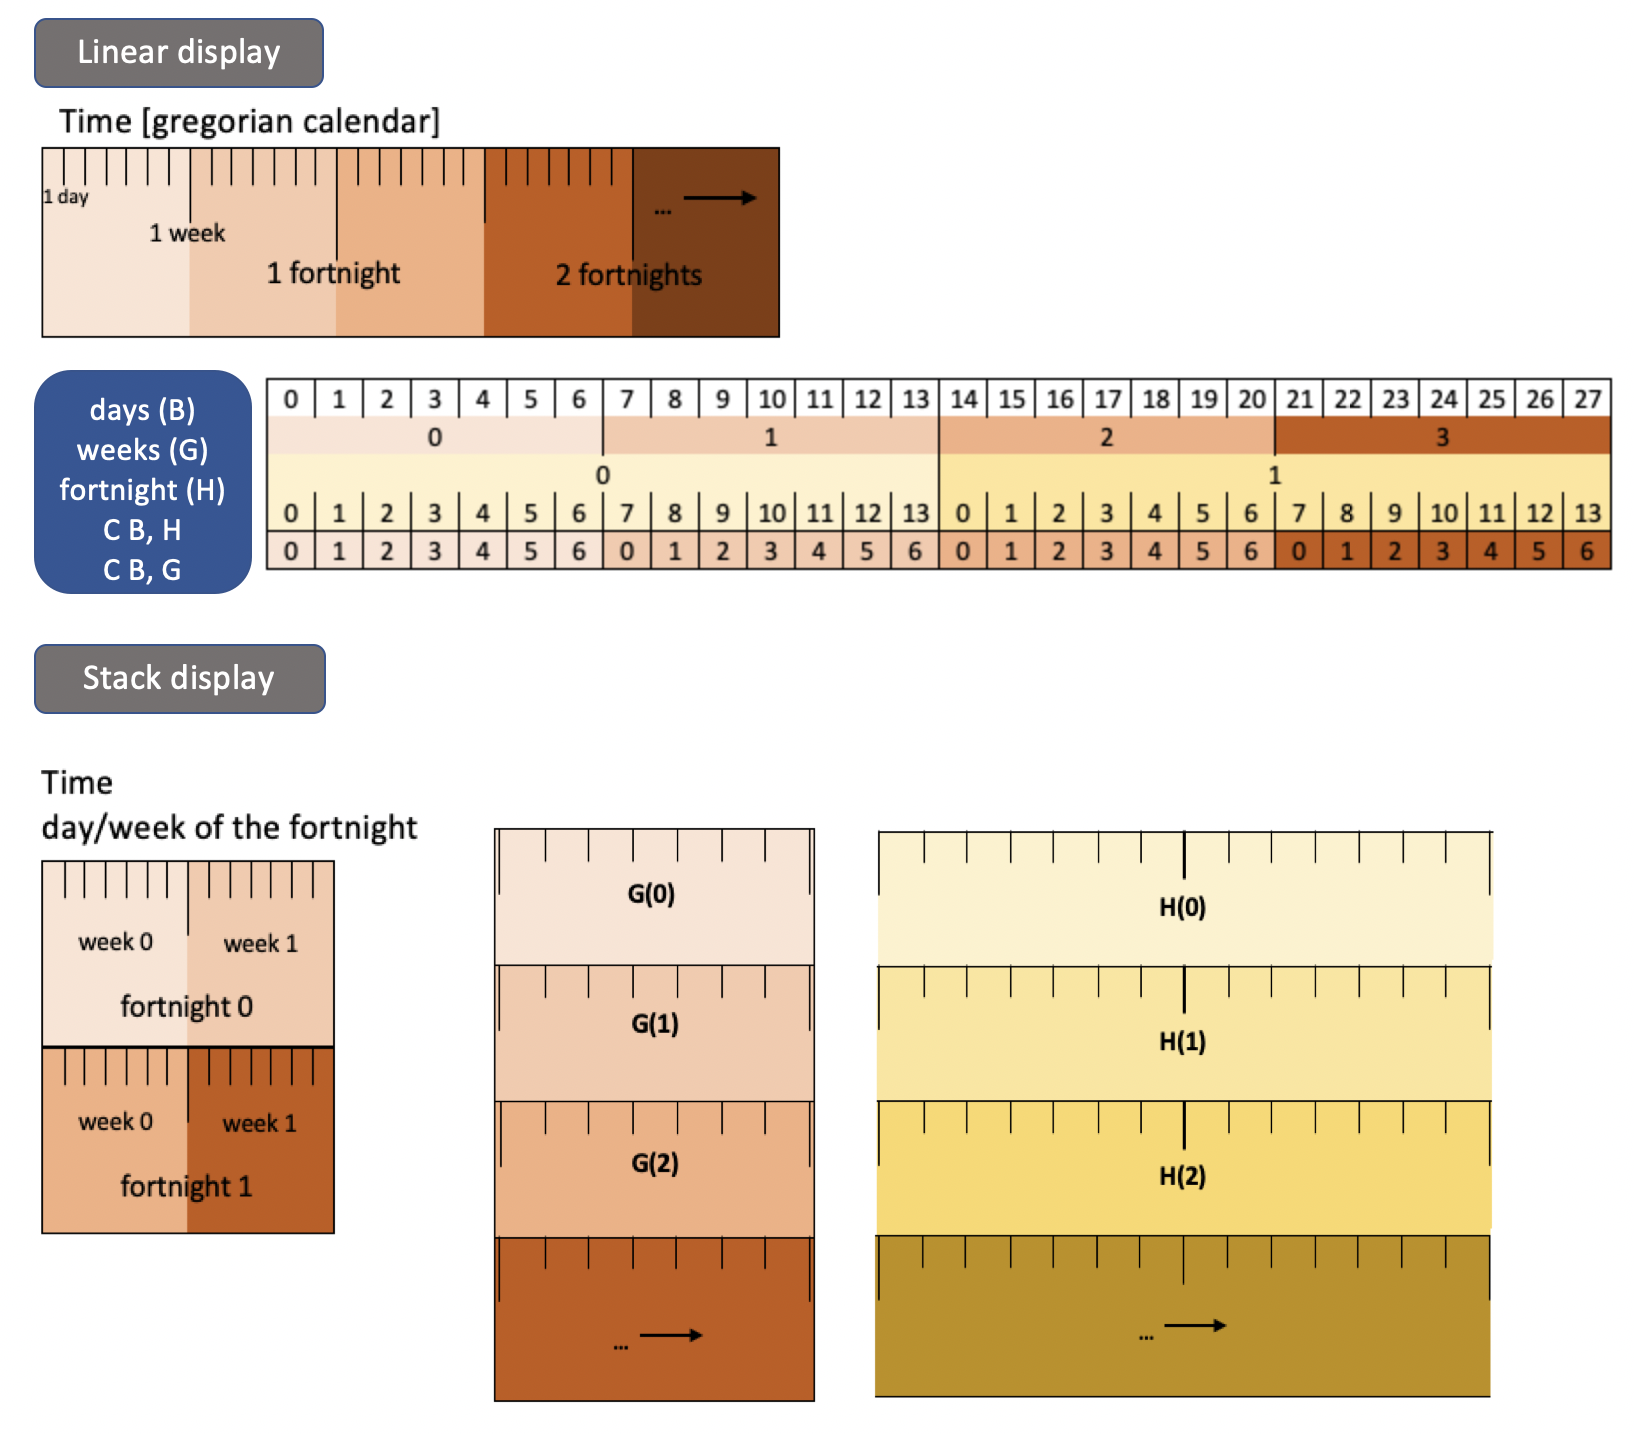 Linear display
Time [gregorian calendar]
1 day
1 week
1 fortnight
2 fortnights
...
days (B)
weeks (G)
fortnight (H)
C B, H
C B, G
0 1 2 3 4 5 6 7 8 9 10 11 12 13 14 15 16 17 18 19 20 21 22 23 24 25 26 27
0 1 2 3
0 1
0 1 2 3 4 5 6 7 8 9 10 11 12 13 0 1 2 3 4 5 6 7 8 9 10 11 12 13
0 1 2 3 4 5 6 0 1 2 3 4 5 6 0 1 2 3 4 5 6 0 1 2 3 4 5 6
Stack display
Time
day/week of the fortnight
week 0 week 1
fortnight 0
week 0 week 1
fortnight 1
G(0)
G(1)
G(2)
...
H(0)
H(1)
H(2)
...